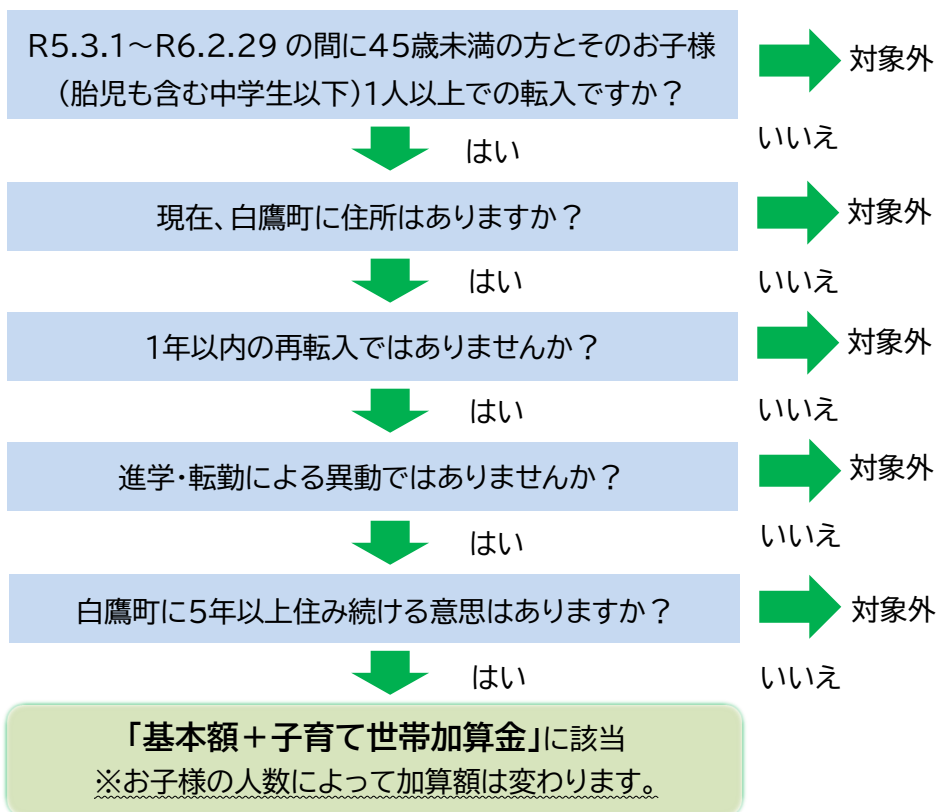 R5.3.1～R6.2.29 の間に45歳未満の方とそのお子様
(胎児も含む中学生以下)1人以上での転入ですか？
対象外
はい
いいえ
現在、白鷹町に住所はありますか？
対象外
はい
いいえ
1年以内の再転入ではありませんか？
対象外
はい
いいえ
進学・転勤による異動ではありませんか？
対象外
はい
いいえ
白鷹町に5年以上住み続ける意思はありますか？
対象外
はい
いいえ
「基本額＋子育て世帯加算金」に該当
※お子様の人数によって加算額は変わります。